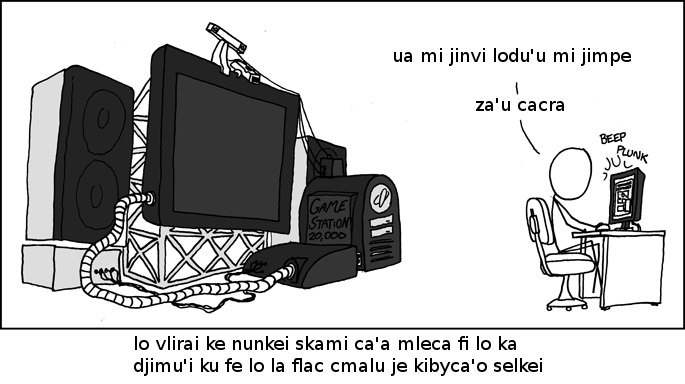 ua mi jinvi lodu'u mi jimpe
za'u cacra
BEEP
PLUNK
GAME
STATION
20,000
lo vlirai ke nunkei skami ca'a mleca fi lo ka
djimu'i ku fe lo la flac cmalu je kibyca'o selkei